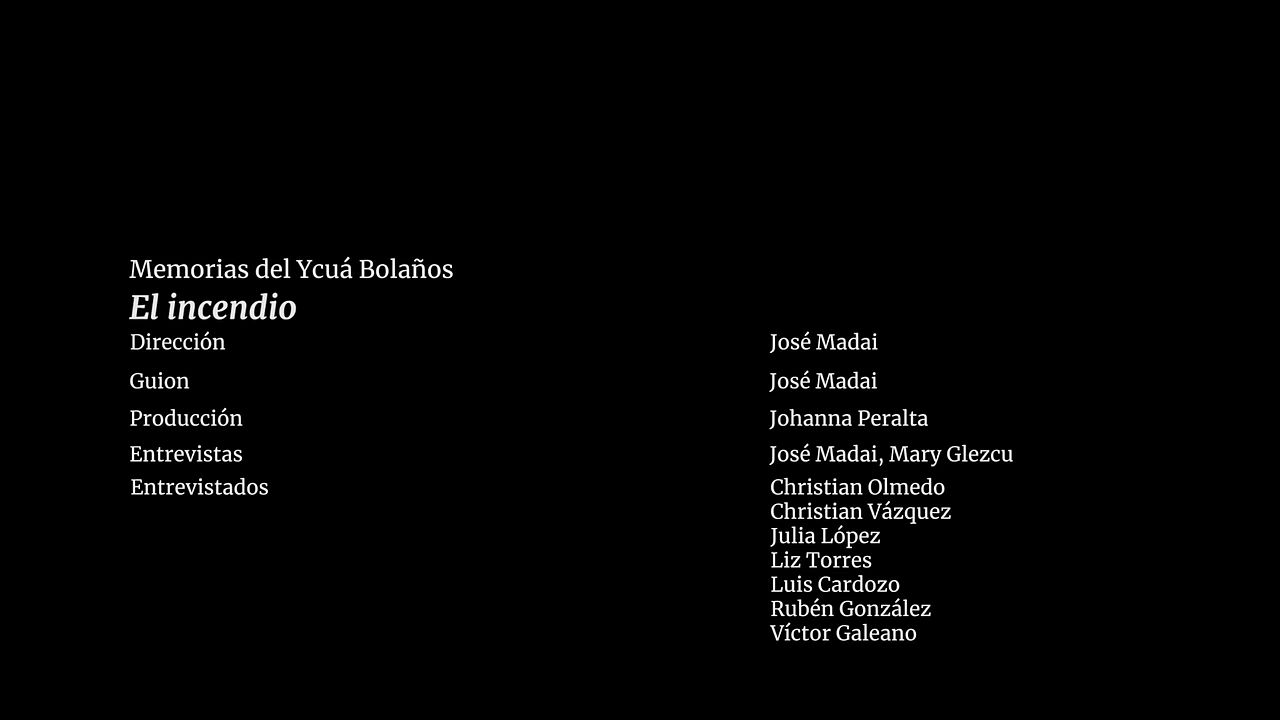 Memorias del Ycuá Bolaños
El incendio
Dirección José Madai
Guion José Madai
Producción Johanna Peralta
Entrevistas José Madai, Mary Glezcu
Entrevistados Christian Olmedo
Christian Vázquez
Julia López
Liz Torres
Luis Cardozo
Rubén González
Víctor Galeano